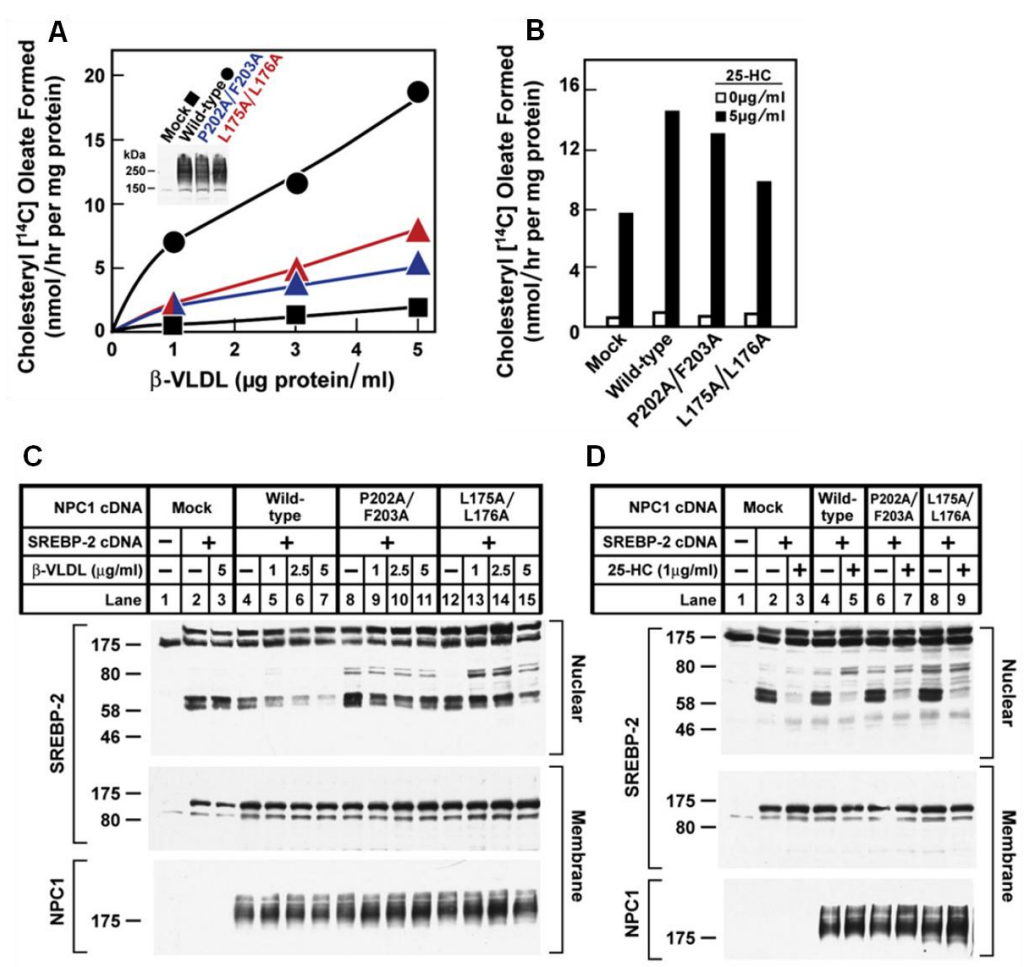 A
Cholesteryl [¹⁴C] Oleate Formed
(nmol/hr per mg protein)
20
15
10
5
0
0
1
2
3
4
5
β-VLDL (μg protein/ml)
Mock
Wild-type
P202A/F203A
L175A/L176A
kDa
250
150
B
Cholesteryl [¹⁴C] Oleate Formed
(nmol/hr per mg protein)
16
12
8
4
0
25-HC
0μg/ml
5μg/ml
Mock
Wild-type
P202A/F203A
L175A/L176A
C
NPC1 cDNA Mock Wild-type P202A/F203A L175A/L176A
SREBP-2 cDNA – + + + +
β-VLDL (μg/ml) – – 5 – 1 2.5 5 – 1 2.5 5 – 1 2.5 5
Lane 1 2 3 4 5 6 7 8 9 10 11 12 13 14 15
SREBP-2
175
80
58
46
Nuclear
175
80
Membrane
NPC1
175
D
NPC1 cDNA Mock Wild-type P202A/F203A L175A/L176A
SREBP-2 cDNA – + + + +
25-HC (1μg/ml) – – + – + – + – +
Lane 1 2 3 4 5 6 7 8 9
SREBP-2
175
80
58
46
Nuclear
175
80
Membrane
NPC1
175